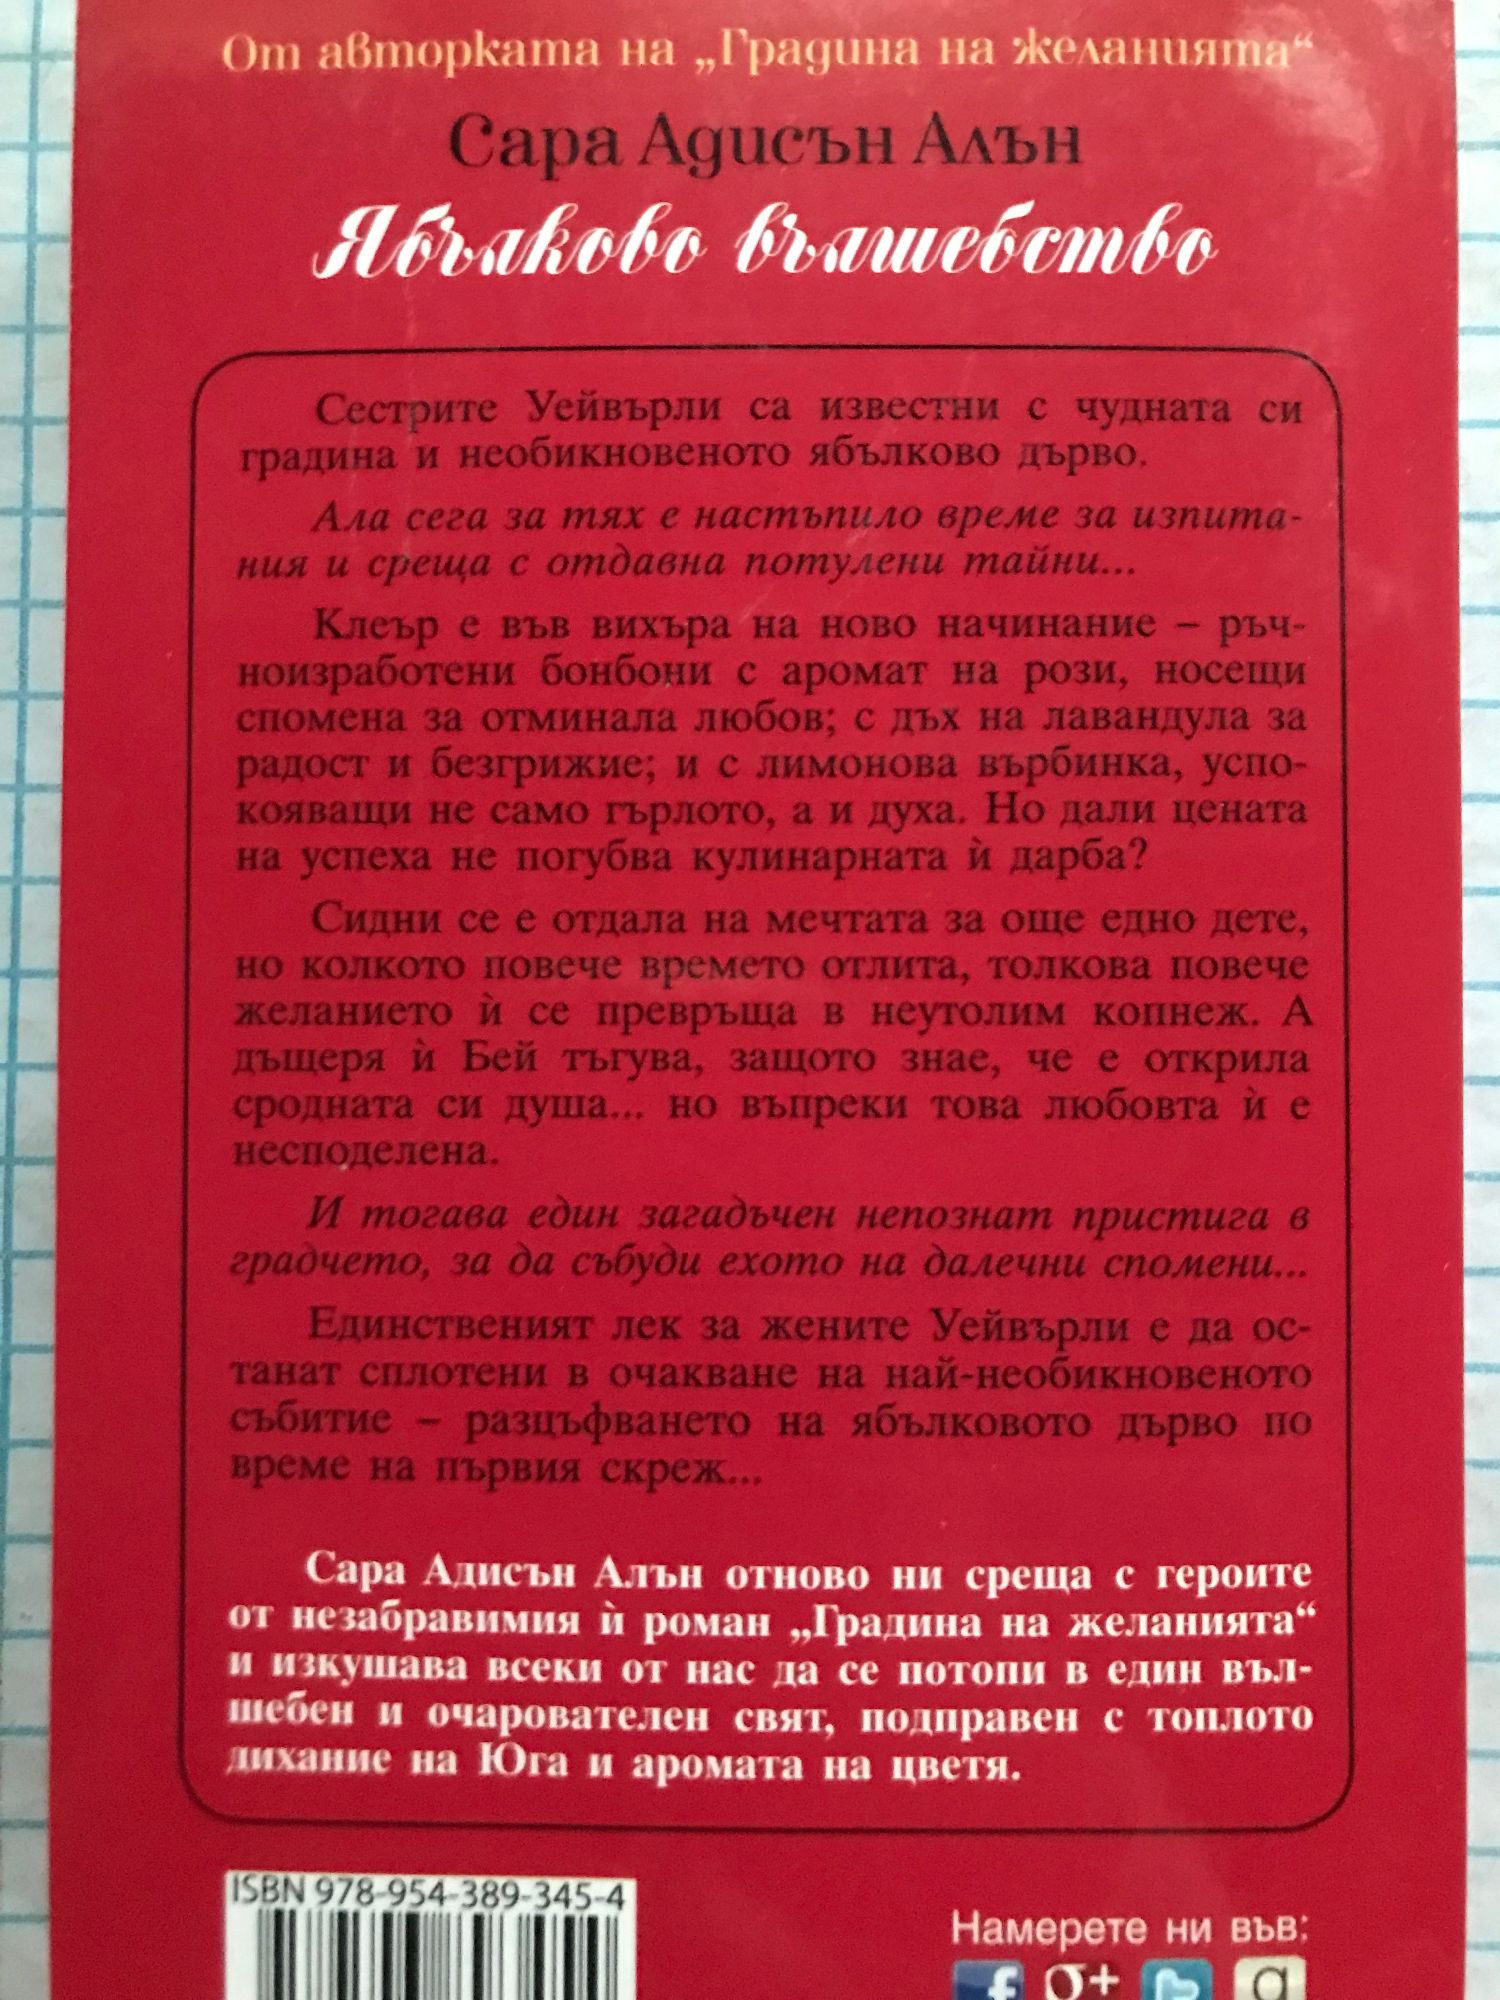 От авторката на „Градина на желанията“
Сара Адисън Алън
Ябълково вълшебство
Сестрите Уейвърли са известни с чудната си
градина и необикновеното ябълково дърво.
Ала сега за тях е настъпило време за изпита-
ния и среща с отдавна потулени тайни...
Клеър е във вихъра на ново начинание – ръч-
ноизработени бонбони с аромат на рози, носещи
спомена за отминала любов; с дъх на лавандула за
радост и безгрижие; и с лимонова върбинка, успо-
кояващи не само гърлото, а и духа. Но дали цената
на успеха не погубва кулинарната ѝ дарба?
Сидни се е отдала на мечтата за още едно дете,
но колкото повече времето отлита, толкова повече
желанието ѝ се превръща в неутолим копнеж. А
дъщеря ѝ Бей тъгува, защото знае, че е открила
сродната си душа... но въпреки това любовта ѝ е
несподелена.
И тогава един загадъчен непознат пристига в
градчето, за да събуди ехото на далечни спомени...
Единственият лек за жените Уейвърли е да ос-
танат сплотени в очакване на най-необикновеното
събитие – разцъфването на ябълковото дърво по
време на първия скреж...
Сара Адисън Алън отново ни среща с героите
от незабравимия ѝ роман „Градина на желанията“
и изкушава всеки от нас да се потопи в един въл-
шебен и очарователен свят, подправен с топлото
дихание на Юга и аромата на цветя.
ISBN 978-954-389-345-4
Намерете ни във:
f g+ t g